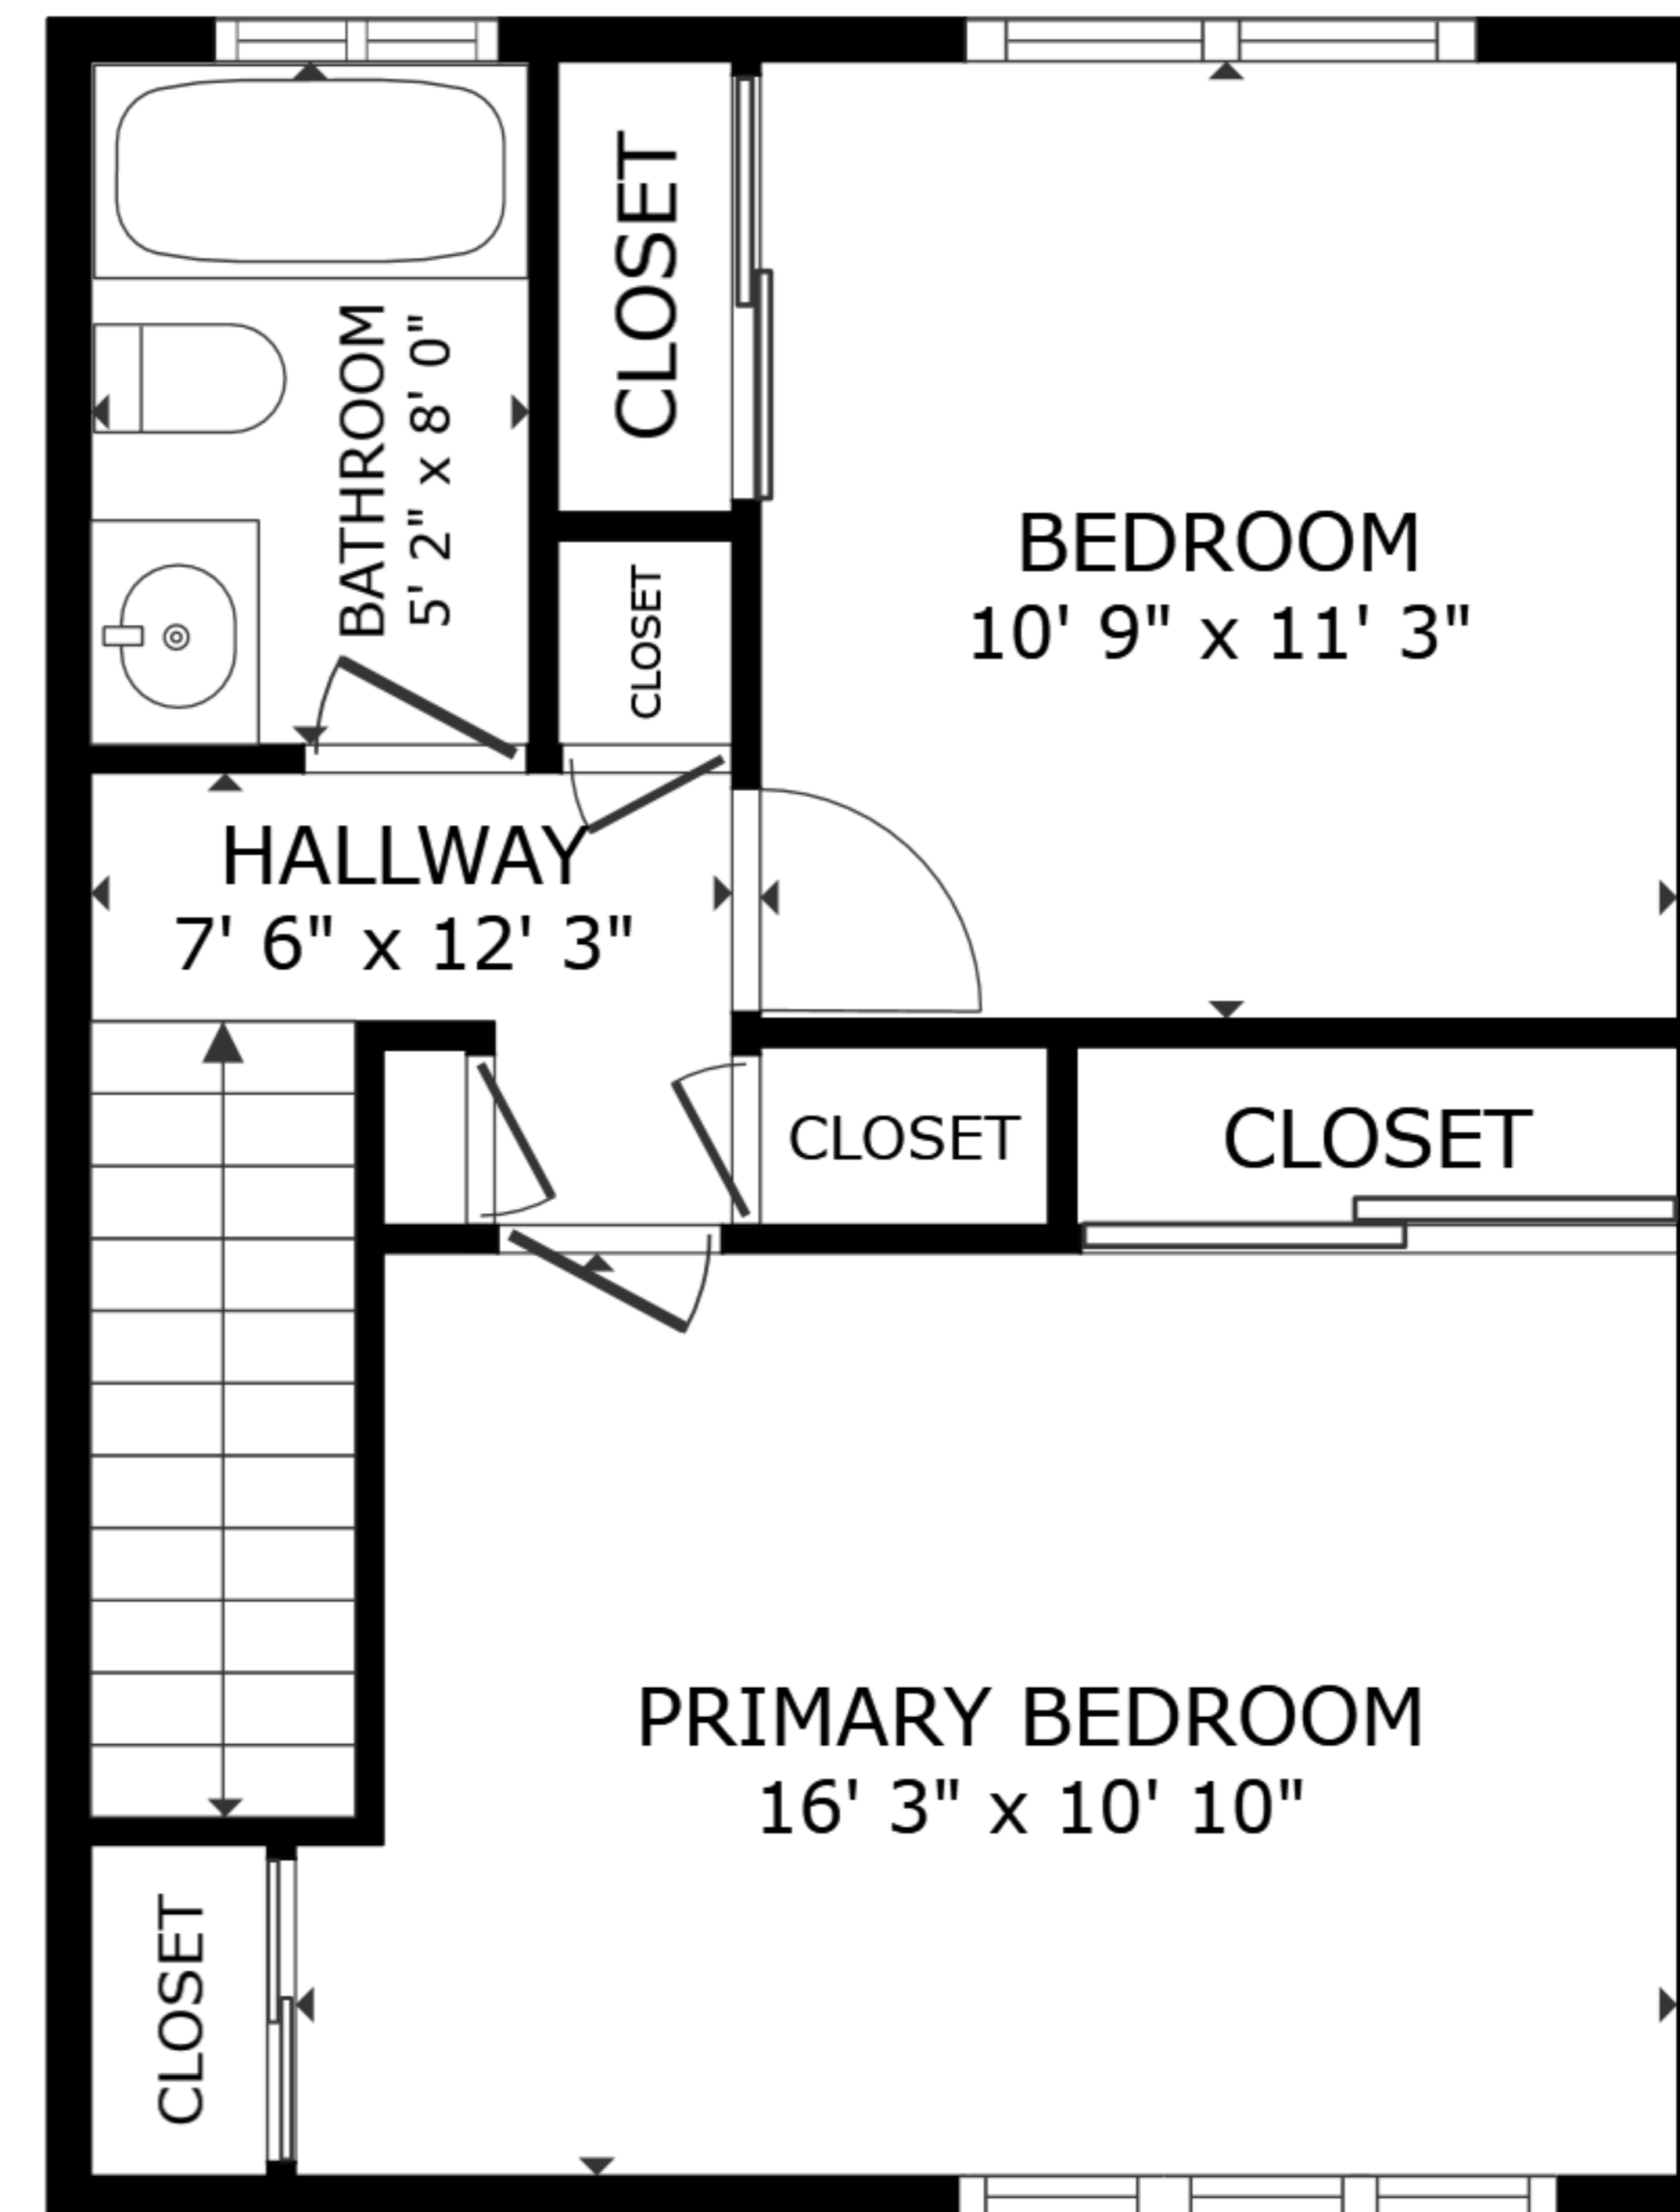 BATHROOM
5' 2" x 8' 0"
CLOSET
CLOSET
BEDROOM
10' 9" x 11' 3"
HALLWAY
7' 6" x 12' 3"
CLOSET
CLOSET
PRIMARY BEDROOM
16' 3" x 10' 10"
CLOSET